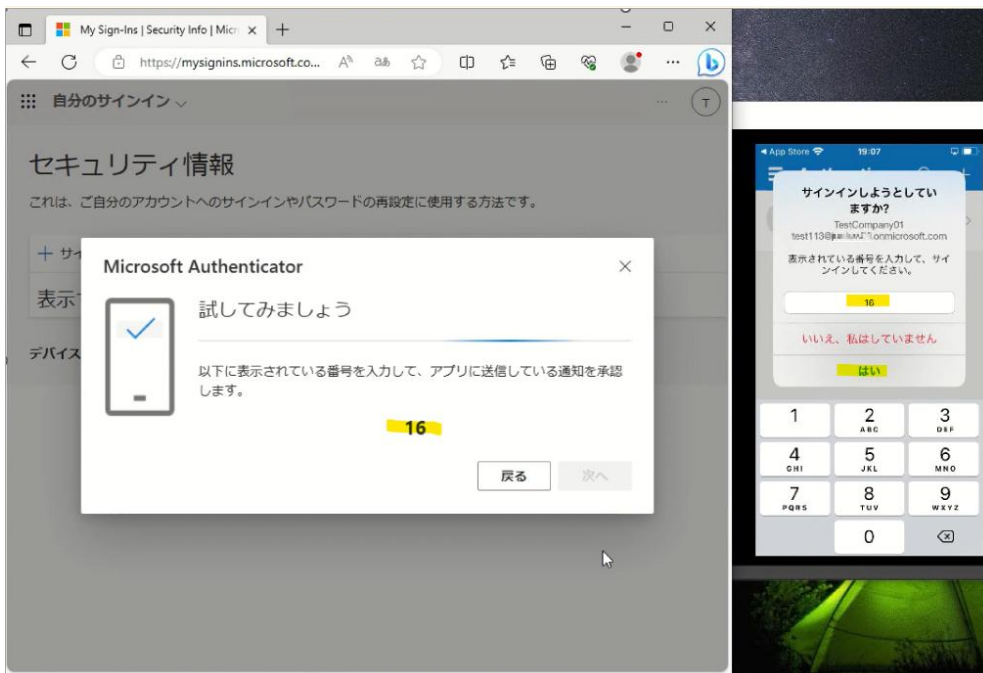 My Sign-Ins | Security Info | Micr
https://mysignins.microsoft.co...
自分のサインイン
T
セキュリティ情報
これは、ご自分のアカウントへのサインインやパスワードの再設定に使用する方法です。
+ サイ
表示
デバイス
Microsoft Authenticator
試してみましょう
以下に表示されている番号を入力して、アプリに送信している通知を承認
します。
16
戻る
次へ
App Store
19:07
サインインしようとしてい
ますか?
TestCompany01
onmicrosoft.com
表示されている番号を入力して、サイ
ンインしてください。
16
いいえ、私はしていません
はい
1
2 ABC
3 DEF
4 GHI
5 JKL
6 MNO
7 PQRS
8 TUV
9 WXYZ
0